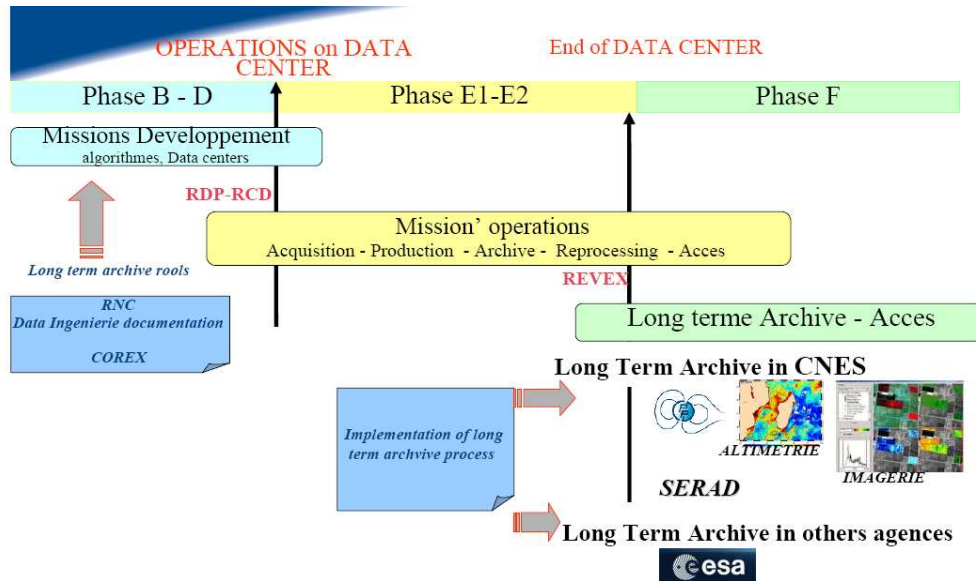 OPERATIONS on DATA
CENTER
End of DATA CENTER
Phase B - D
Phase E1-E2
Phase F
Missions Developpement
algorithmes, Data centers
RDP-RCD
Mission' operations
Acquisition - Production - Archive - Reprocessing - Acces
Long term archive rools
REVEX
RNC
Data Ingenierie documentation
COREX
Long terme Archive - Acces
Long Term Archive in CNES
Implementation of long
term archvive process
ALTIMETRIE
IMAGERIE
SERAD
Long Term Archive in others agences
esa